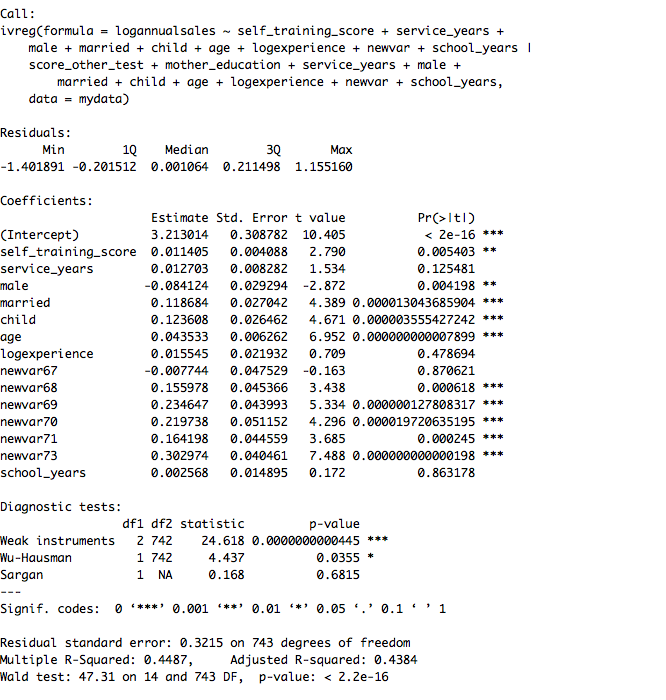 Call:
ivreg(formula = logannualsales ~ self_training_score + service_years +
    male + married + child + age + logexperience + newvar + school_years |
    score_other_test + mother_education + service_years + male +
        married + child + age + logexperience + newvar + school_years,
    data = mydata)

Residuals:
      Min        1Q    Median        3Q       Max
-1.401891 -0.201512  0.001064  0.211498  1.155160

Coefficients:
                     Estimate Std. Error t value          Pr(>|t|)
(Intercept)          3.213014   0.308782  10.405           < 2e-16 ***
self_training_score  0.011405   0.004088   2.790          0.005403 **
service_years        0.012703   0.008282   1.534          0.125481
male                -0.084124   0.029294  -2.872          0.004198 **
married              0.118684   0.027042   4.389 0.000013043685904 ***
child                0.123608   0.026462   4.671 0.000003555427242 ***
age                  0.043533   0.006262   6.952 0.000000000007899 ***
logexperience        0.015545   0.021932   0.709          0.478694
newvar67            -0.007744   0.047529  -0.163          0.870621
newvar68             0.155978   0.045366   3.438          0.000618 ***
newvar69             0.234647   0.043993   5.334 0.000000127808317 ***
newvar70             0.219738   0.051152   4.296 0.000019720635195 ***
newvar71             0.164198   0.044559   3.685          0.000245 ***
newvar73             0.302974   0.040461   7.488 0.000000000000198 ***
school_years         0.002568   0.014895   0.172          0.863178

Diagnostic tests:
                 df1 df2 statistic         p-value
Weak instruments   2 742    24.618 0.0000000000445 ***
Wu-Hausman         1 742     4.437          0.0355 *
Sargan             1  NA     0.168          0.6815
---
Signif. codes:  0 ‘***’ 0.001 ‘**’ 0.01 ‘*’ 0.05 ‘.’ 0.1 ‘ ’ 1

Residual standard error: 0.3215 on 743 degrees of freedom
Multiple R-Squared: 0.4487,     Adjusted R-squared: 0.4384
Wald test: 47.31 on 14 and 743 DF,  p-value: < 2.2e-16